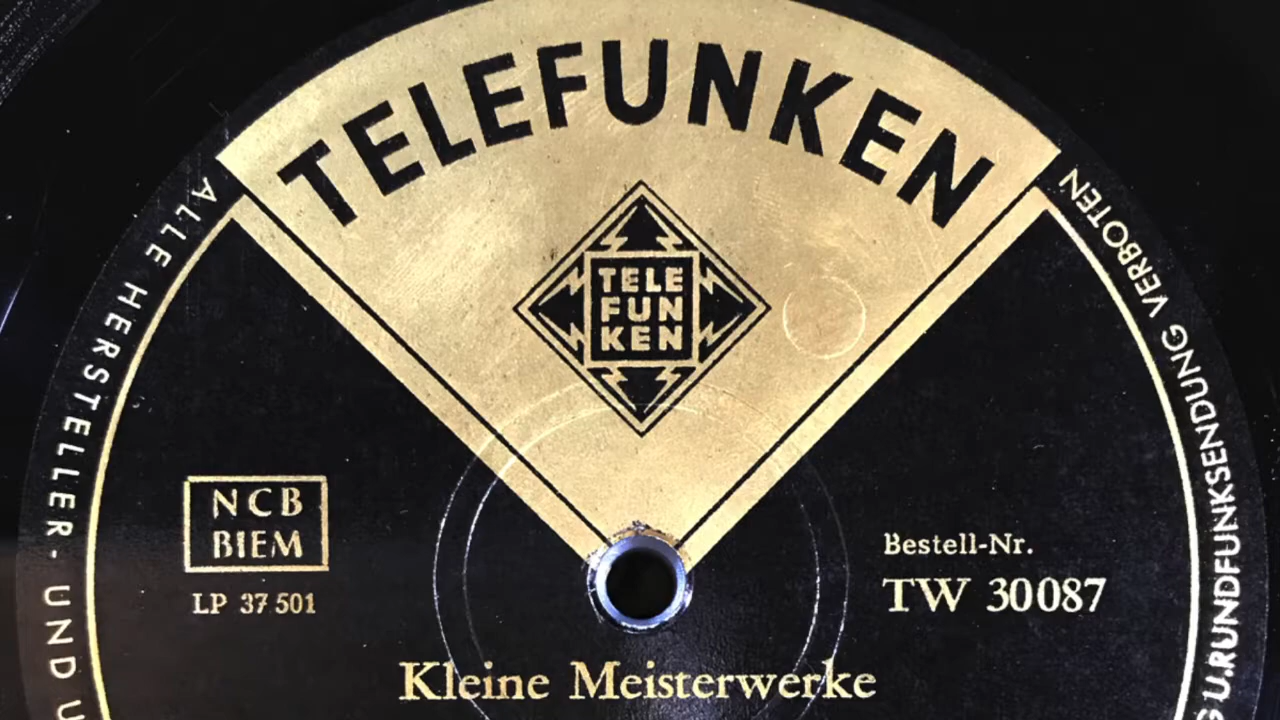 TELEFUNKEN
TELE
FUN
KEN
ALLE HERSTELLER- UND
U.RUNDFUNKSENDUNG VERBOTEN
NCB
BIEM
LP 37 501
Bestell-Nr.
TW 30087
Kleine Meisterwerke